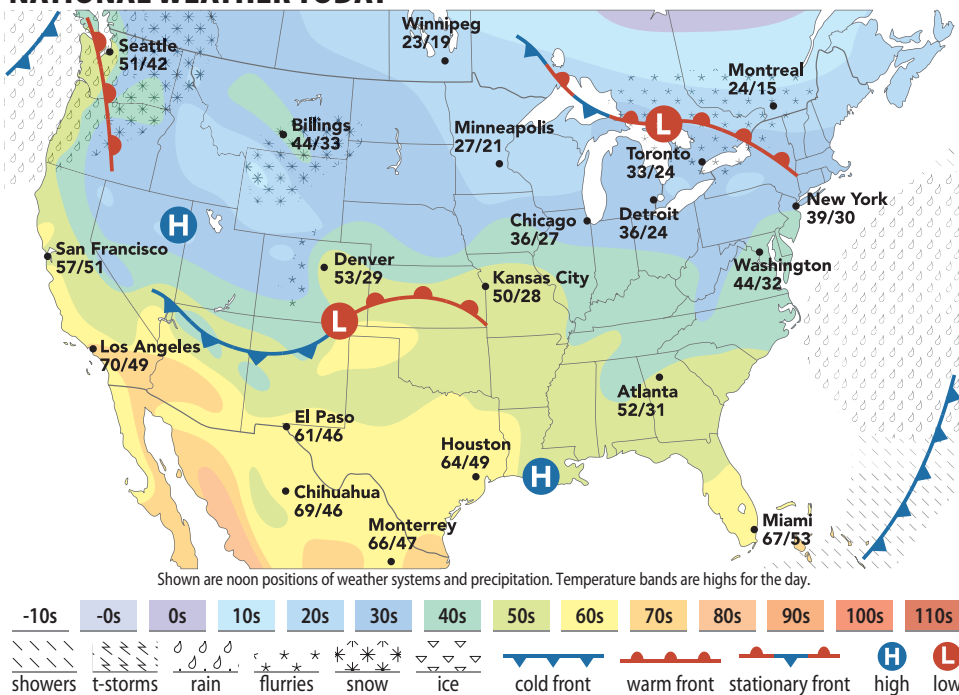 NATIONAL WEATHER TODAY
Winnipeg
23/19
Seattle
51/42
Montreal
24/15
Billings
44/33
Minneapolis
27/21
Toronto
33/24
New York
39/30
Chicago
36/27
Detroit
36/24
San Francisco
57/51
Denver
53/29
Kansas City
50/28
Washington
44/32
H
L
L
Los Angeles
70/49
Atlanta
52/31
El Paso
61/46
Houston
64/49
H
Chihuahua
69/46
Monterrey
66/47
Miami
67/53
Shown are noon positions of weather systems and precipitation. Temperature bands are highs for the day.
-10s -0s 0s 10s 20s 30s 40s 50s 60s 70s 80s 90s 100s 110s
H L
showers t-storms rain flurries snow ice cold front warm front stationary front high low